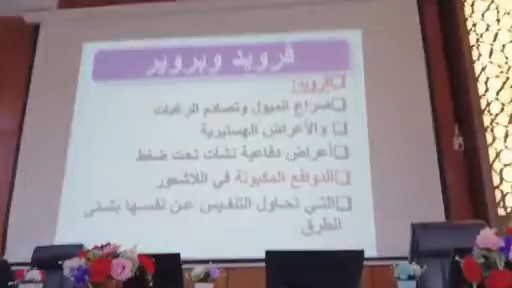 فرويد وبروير
فرويد:
صراع الميول وتصادم الرغبات
والأعراض الهستيرية
أعراض دفاعية نشأت تحت ضغط
الدوافع المكبوتة في اللاشعور
التي تحاول التنفيس عن نفسها بشتى
الطرق